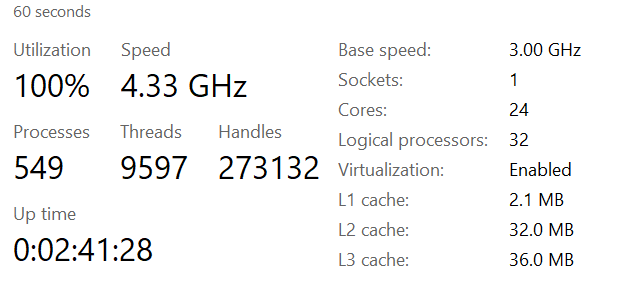 60 seconds
Utilization Speed
100% 4.33 GHz
Processes Threads Handles
549 9597 273132
Up time
0:02:41:28
Base speed: 3.00 GHz
Sockets: 1
Cores: 24
Logical processors: 32
Virtualization: Enabled
L1 cache: 2.1 MB
L2 cache: 32.0 MB
L3 cache: 36.0 MB